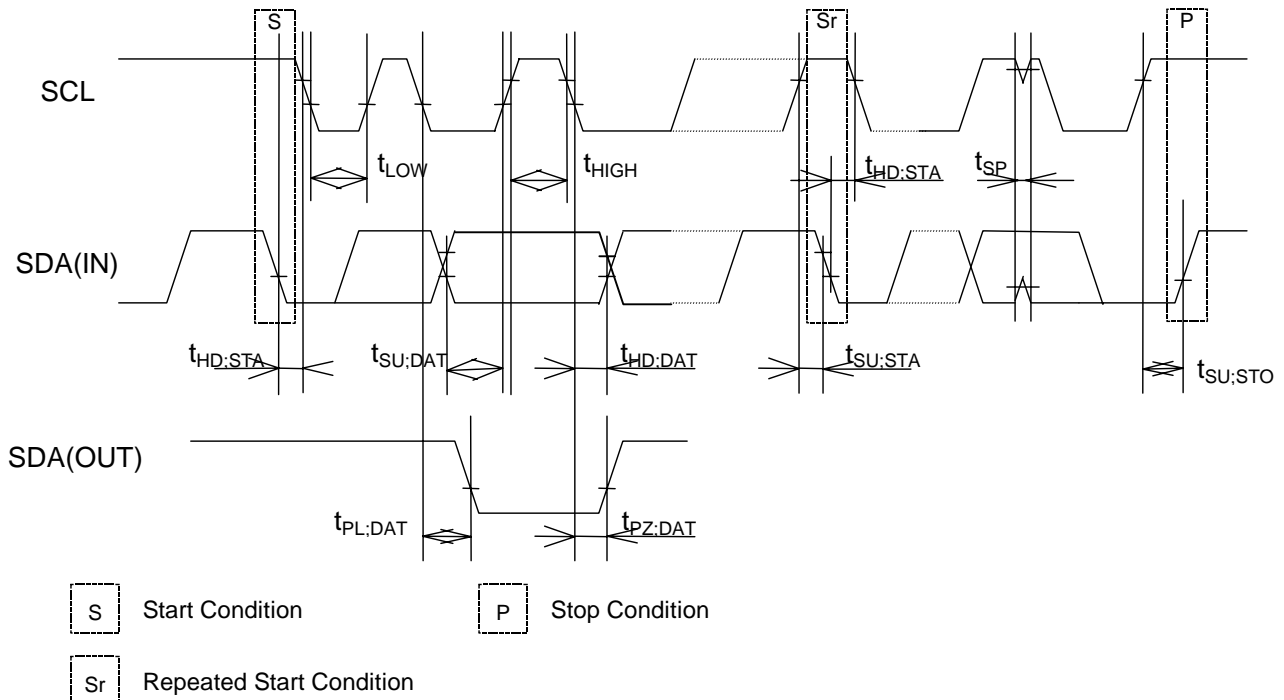 S Sr P
SCL
tLOW tHIGH tHD;STA tSP
SDA(IN)
tHD;STA tSU;DAT tHD;DAT tSU;STA tSU;STO
SDA(OUT)
tPL;DAT tPZ;DAT
S Start Condition P Stop Condition
Sr Repeated Start Condition